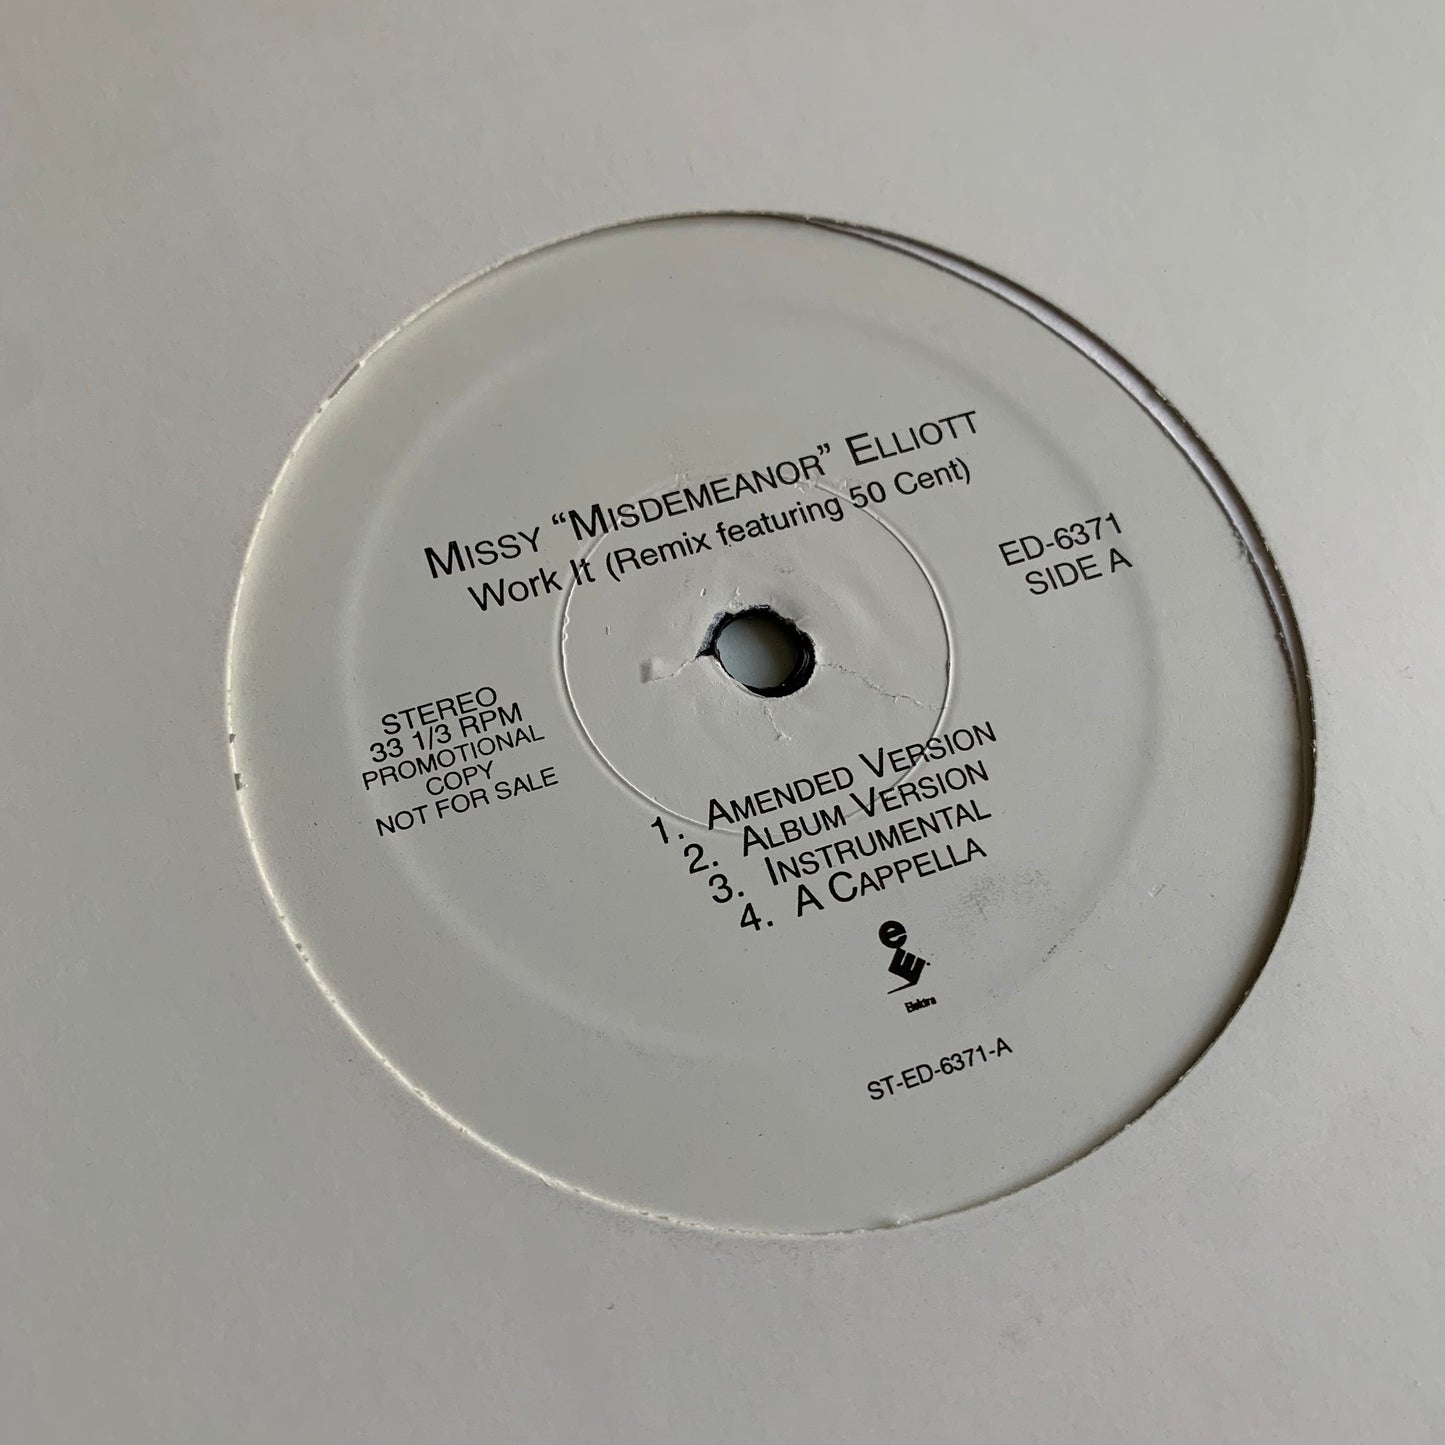 MISSY “MISDEMEANOR” ELLIOTT
Work It (Remix featuring 50 Cent)
ED-6371
SIDE A
STEREO
33 1/3 RPM
PROMOTIONAL
COPY
NOT FOR SALE
1. AMENDED VERSION
2. ALBUM VERSION
3. INSTRUMENTAL
4. A CAPPELLA
Elektra
ST-ED-6371-A